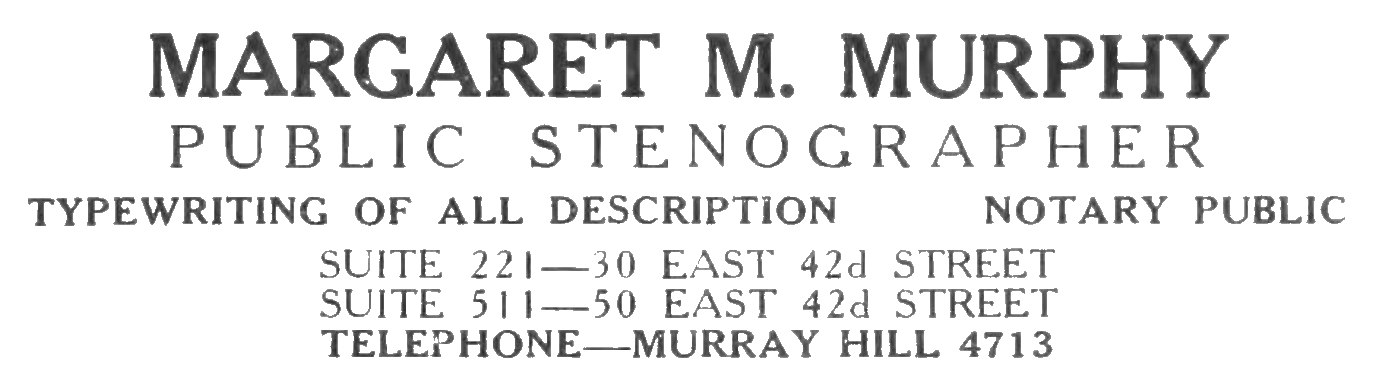 MARGARET M. MURPHY
PUBLIC STENOGRAPHER
TYPEWRITING OF ALL DESCRIPTION NOTARY PUBLIC
SUITE 221—30 EAST 42d STREET
SUITE 511—50 EAST 42d STREET
TELEPHONE—MURRAY HILL 4713